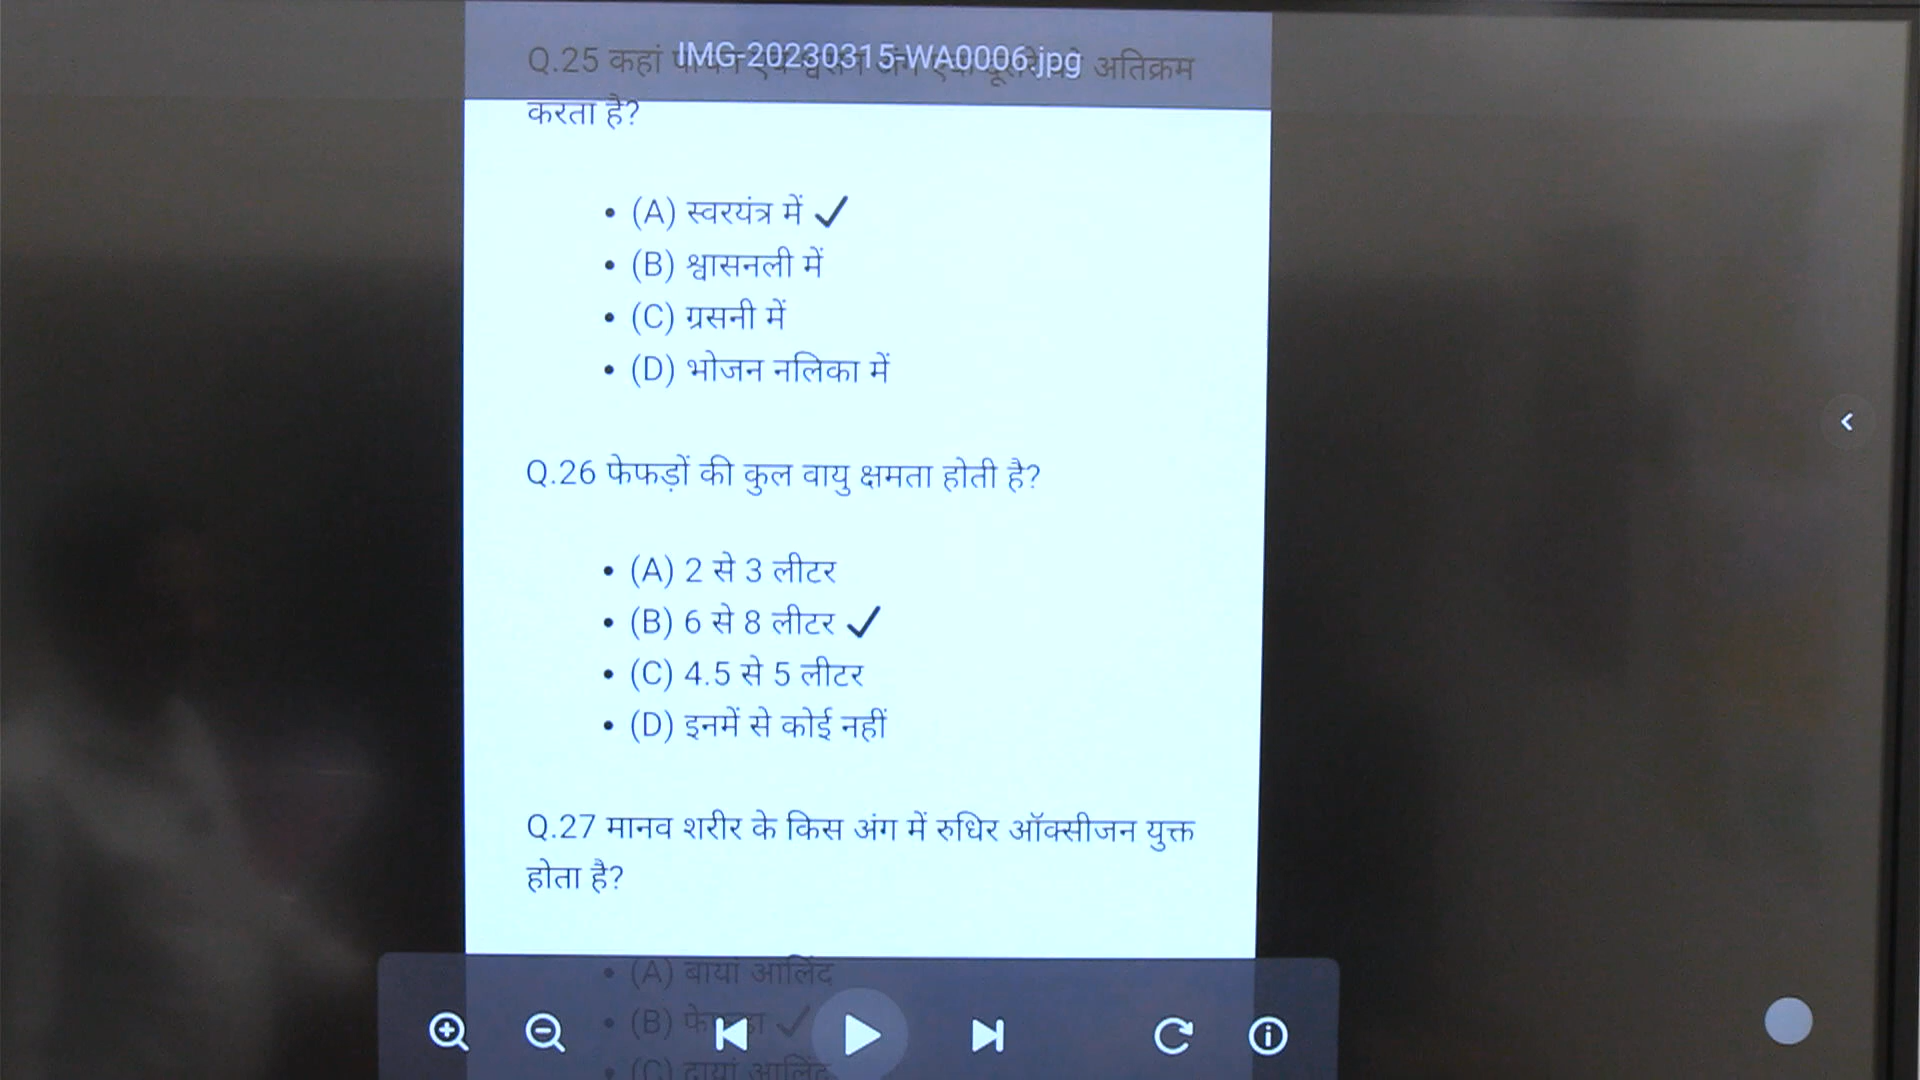 IMG-20230315-WA0006.jpg
Q.25 कहां अतिक्रम
करता है?
• (A) स्वरयंत्र में ✓
• (B) श्वासनली में
• (C) ग्रसनी में
• (D) भोजन नलिका में
Q.26 फेफड़ों की कुल वायु क्षमता होती है?
• (A) 2 से 3 लीटर
• (B) 6 से 8 लीटर ✓
• (C) 4.5 से 5 लीटर
• (D) इनमें से कोई नहीं
Q.27 मानव शरीर के किस अंग में रुधिर ऑक्सीजन युक्त
होता है?
• (A) बायां आलिंद
• (B) ✓
• (C) दायां आलिंद